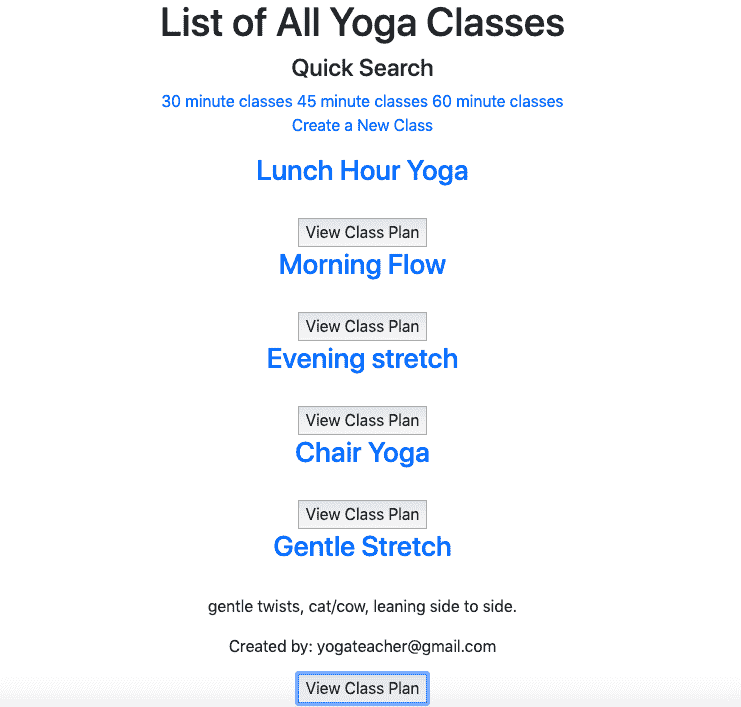 List of All Yoga Classes
Quick Search
30 minute classes 45 minute classes 60 minute classes
Create a New Class
Lunch Hour Yoga
View Class Plan
Morning Flow
View Class Plan
Evening stretch
View Class Plan
Chair Yoga
View Class Plan
Gentle Stretch
gentle twists, cat/cow, leaning side to side.
Created by: yogateacher@gmail.com
View Class Plan